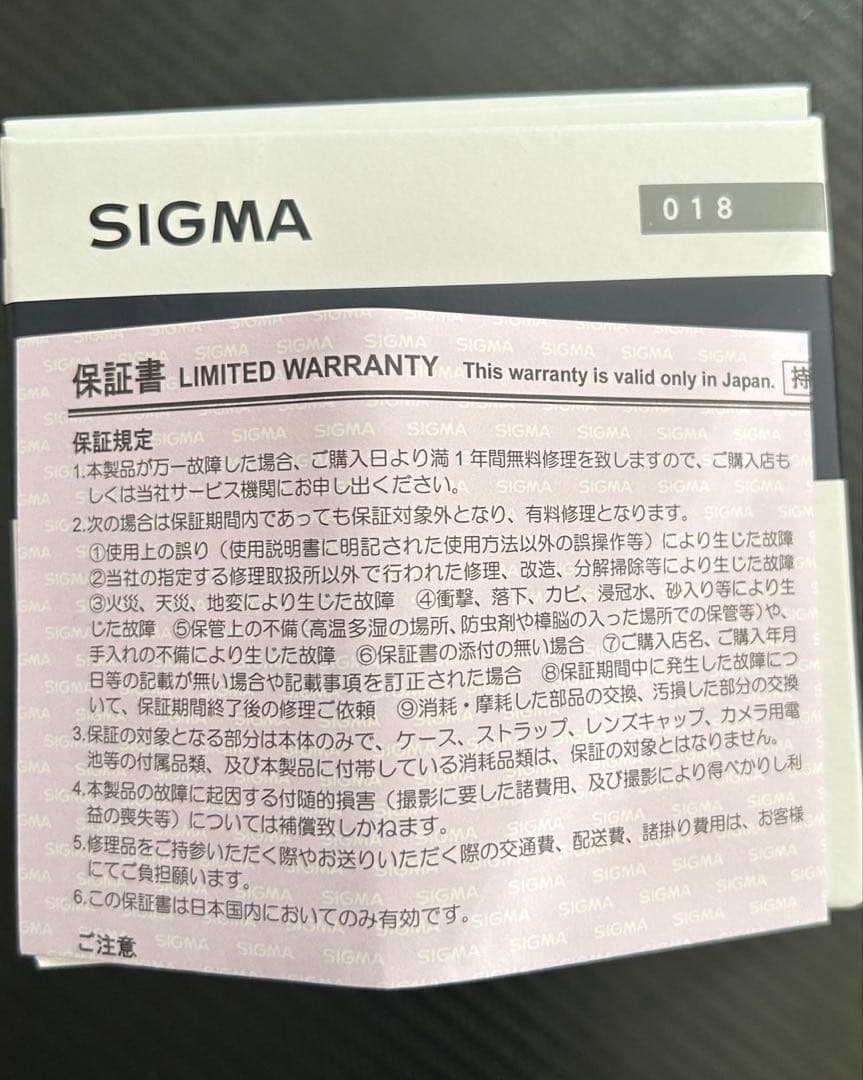 SIGMA
018
保証書 LIMITED WARRANTY This warranty is valid only in Japan. 持
保証規定
1.本製品が万一故障した場合、ご購入日より満1年間無料修理を致しますので、ご購入店も
しくは当社サービス機関にお申し出ください。
2.次の場合は保証期間内であっても保証対象外となり、有料修理となります。
①使用上の誤り（使用説明書に明記された使用方法以外の誤操作等）により生じた故障
②当社の指定する修理取扱所以外で行われた修理、改造、分解掃除等により生じた故障
③火災、天災、地変により生じた故障 ④衝撃、落下、カビ、浸冠水、砂入り等により生
じた故障 ⑤保管上の不備（高温多湿の場所、防虫剤や樟脳の入った場所での保管等）や、
手入れの不備により生じた故障 ⑥保証書の添付の無い場合 ⑦ご購入店名、ご購入年月
日等の記載が無い場合や記載事項を訂正された場合 ⑧保証期間中に発生した故障につ
いて、保証期間終了後の修理ご依頼 ⑨消耗・摩耗した部品の交換、汚損した部分の交換
3.保証の対象となる部分は本体のみで、ケース、ストラップ、レンズキャップ、カメラ用電
池等の付属品類、及び本製品に付帯している消耗品類は、保証の対象とはなりません。
4.本製品の故障に起因する付随的損害（撮影に要した諸費用、及び撮影により得べかりし利
益の喪失等）については補償致しかねます。
5.修理品をご持参いただく際やお送りいただく際の交通費、配送費、諸掛り費用は、お客様
にてご負担願います。
6.この保証書は日本国内においてのみ有効です。
ご注意